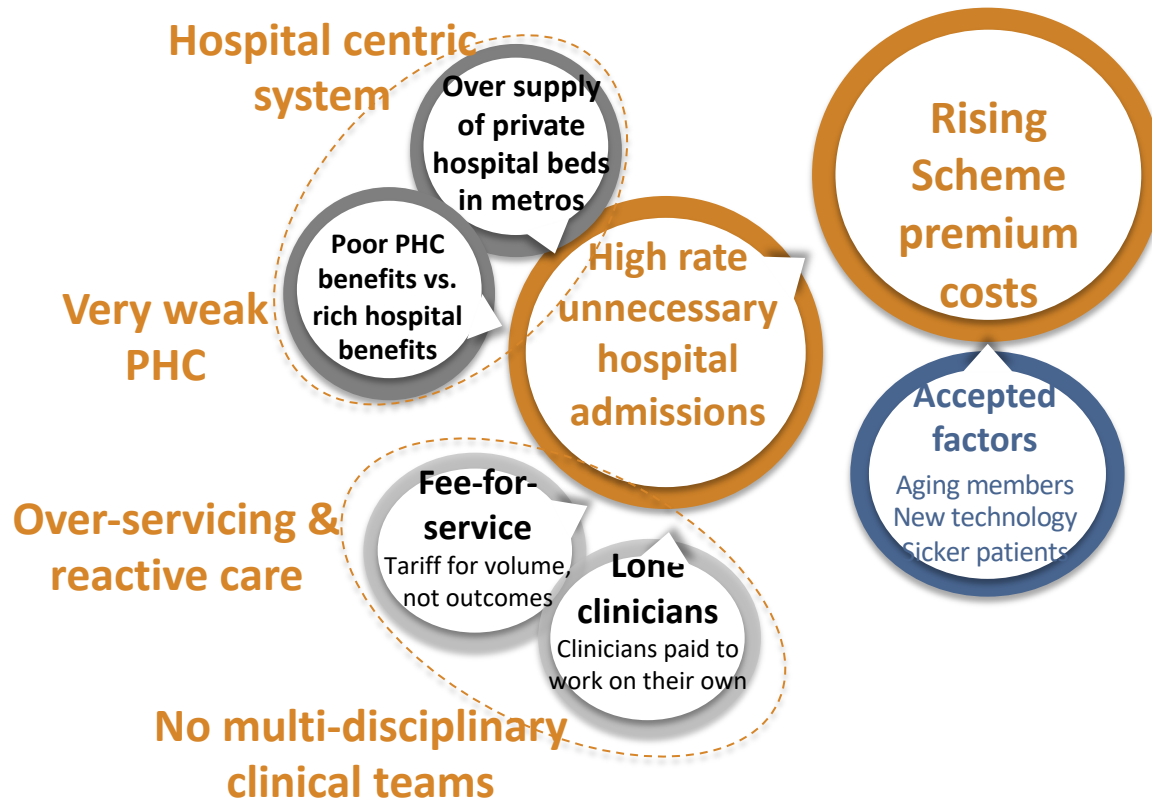 Hospital centric
system
Over supply
of private
hospital beds
in metros
Poor PHC
benefits vs.
rich hospital
benefits
Very weak
PHC
High rate
unnecessary
hospital
admissions
Rising
Scheme
premium
costs
Accepted
factors
Aging members
New technology
Sicker patients
Over-servicing &
reactive care
Fee-for-
service
Tariff for volume,
not outcomes
Lone
clinicians
Clinicians paid to
work on their own
No multi-disciplinary
clinical teams